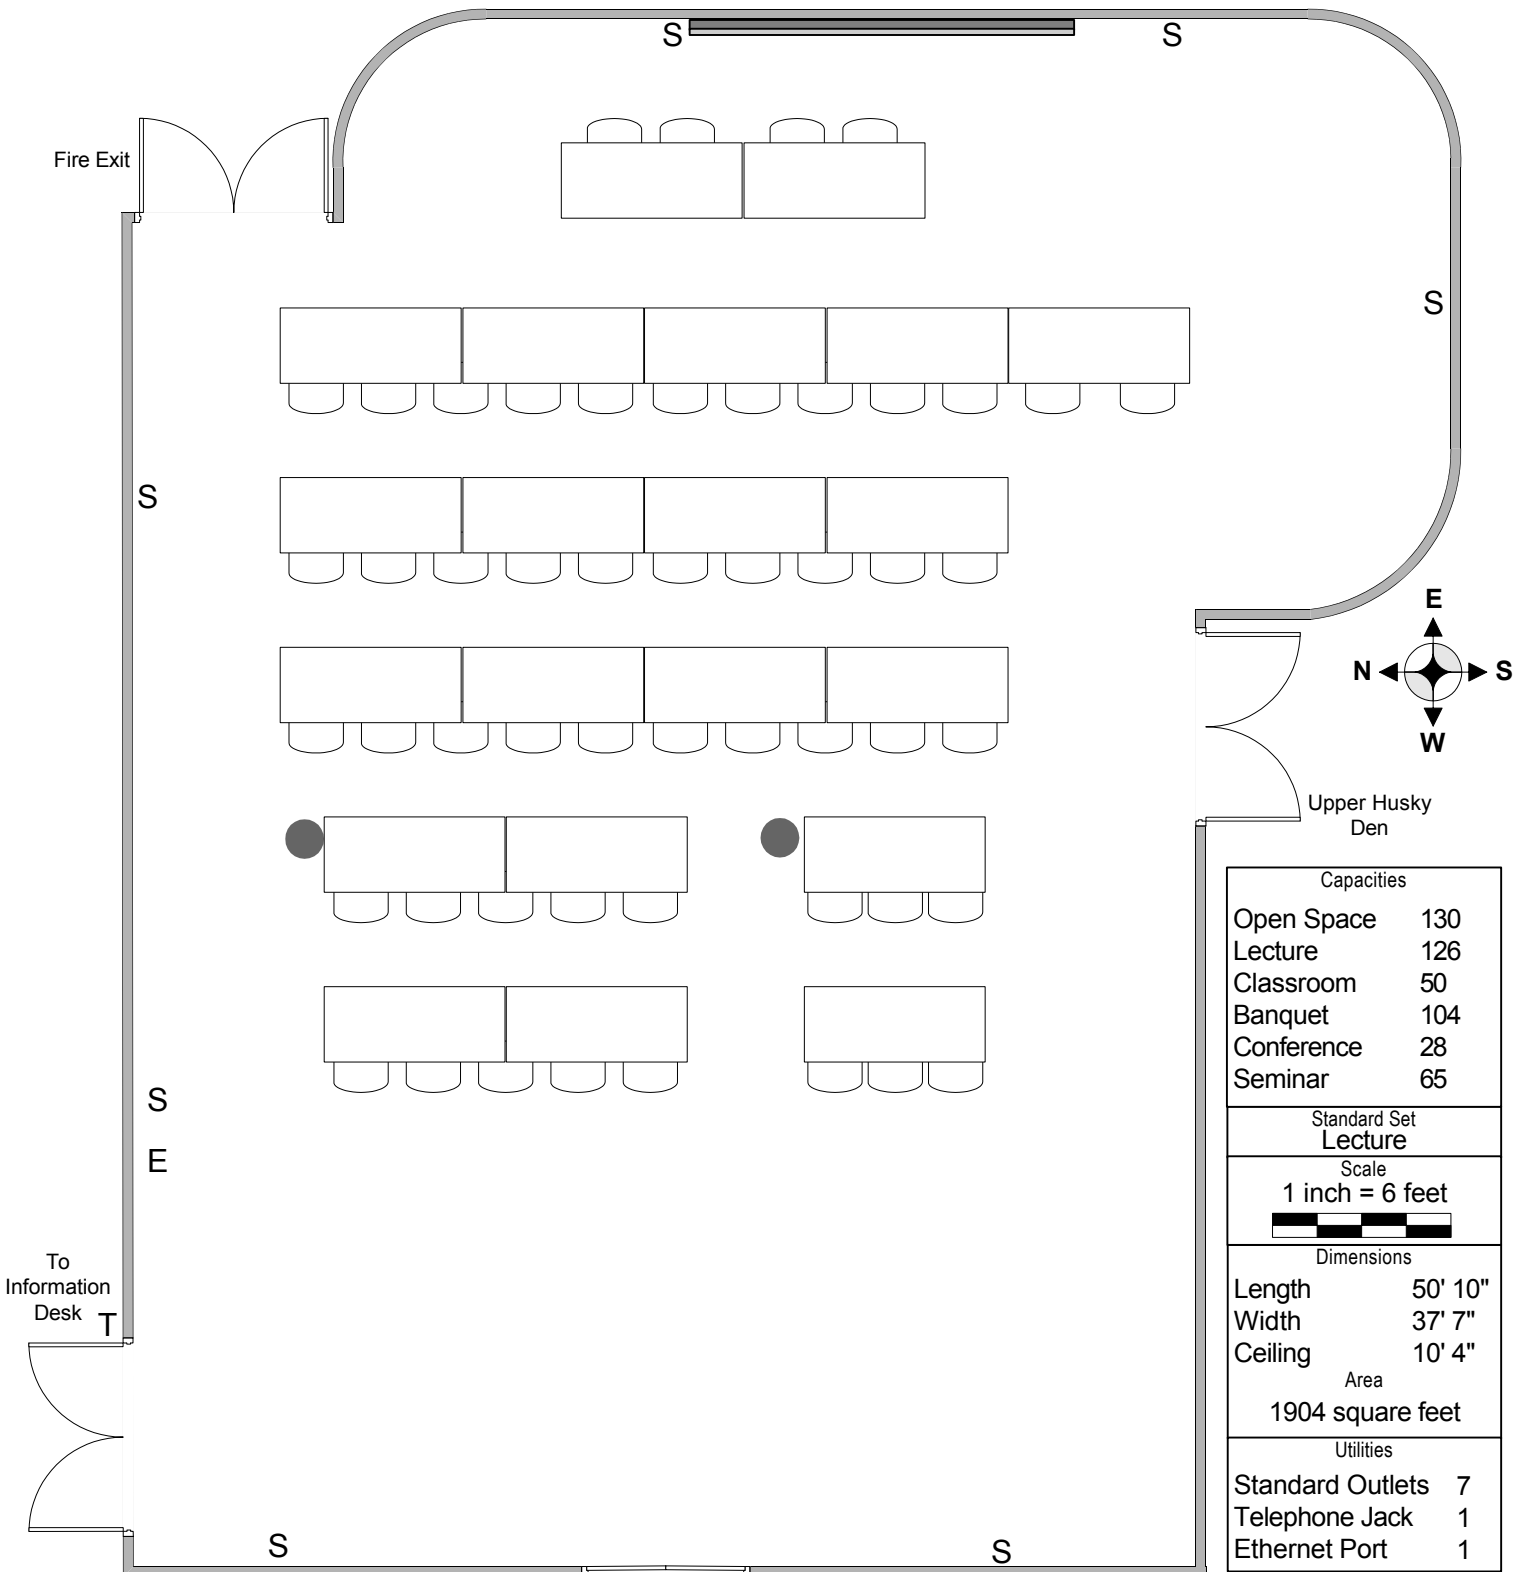 S
S
Fire Exit
S
S
E
N
S
W
Upper Husky
Den
Capacities
Open Space 130
Lecture 126
Classroom 50
Banquet 104
Conference 28
Seminar 65
Standard Set
Lecture
Scale
1 inch = 6 feet
S
E
To
Information
Desk
T
Dimensions
Length 50' 10"
Width 37' 7"
Ceiling 10' 4"
Area
1904 square feet
Utilities
Standard Outlets 7
Telephone Jack 1
Ethernet Port 1
S
S